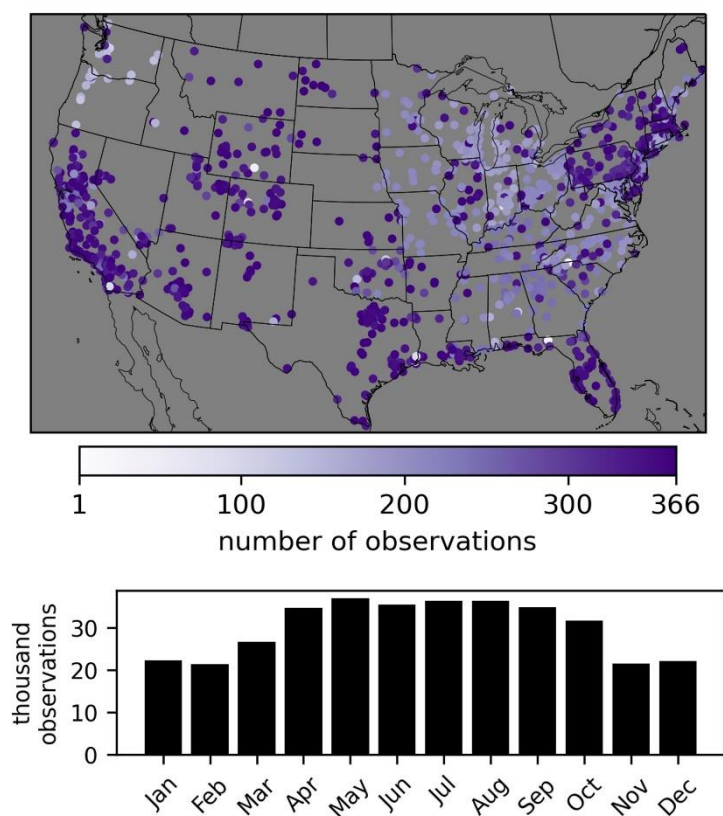 1 100 200 300 366
number of observations
thousand
observations
30
20
10
0
Jan Feb Mar Apr May Jun Jul Aug Sep Oct Nov Dec